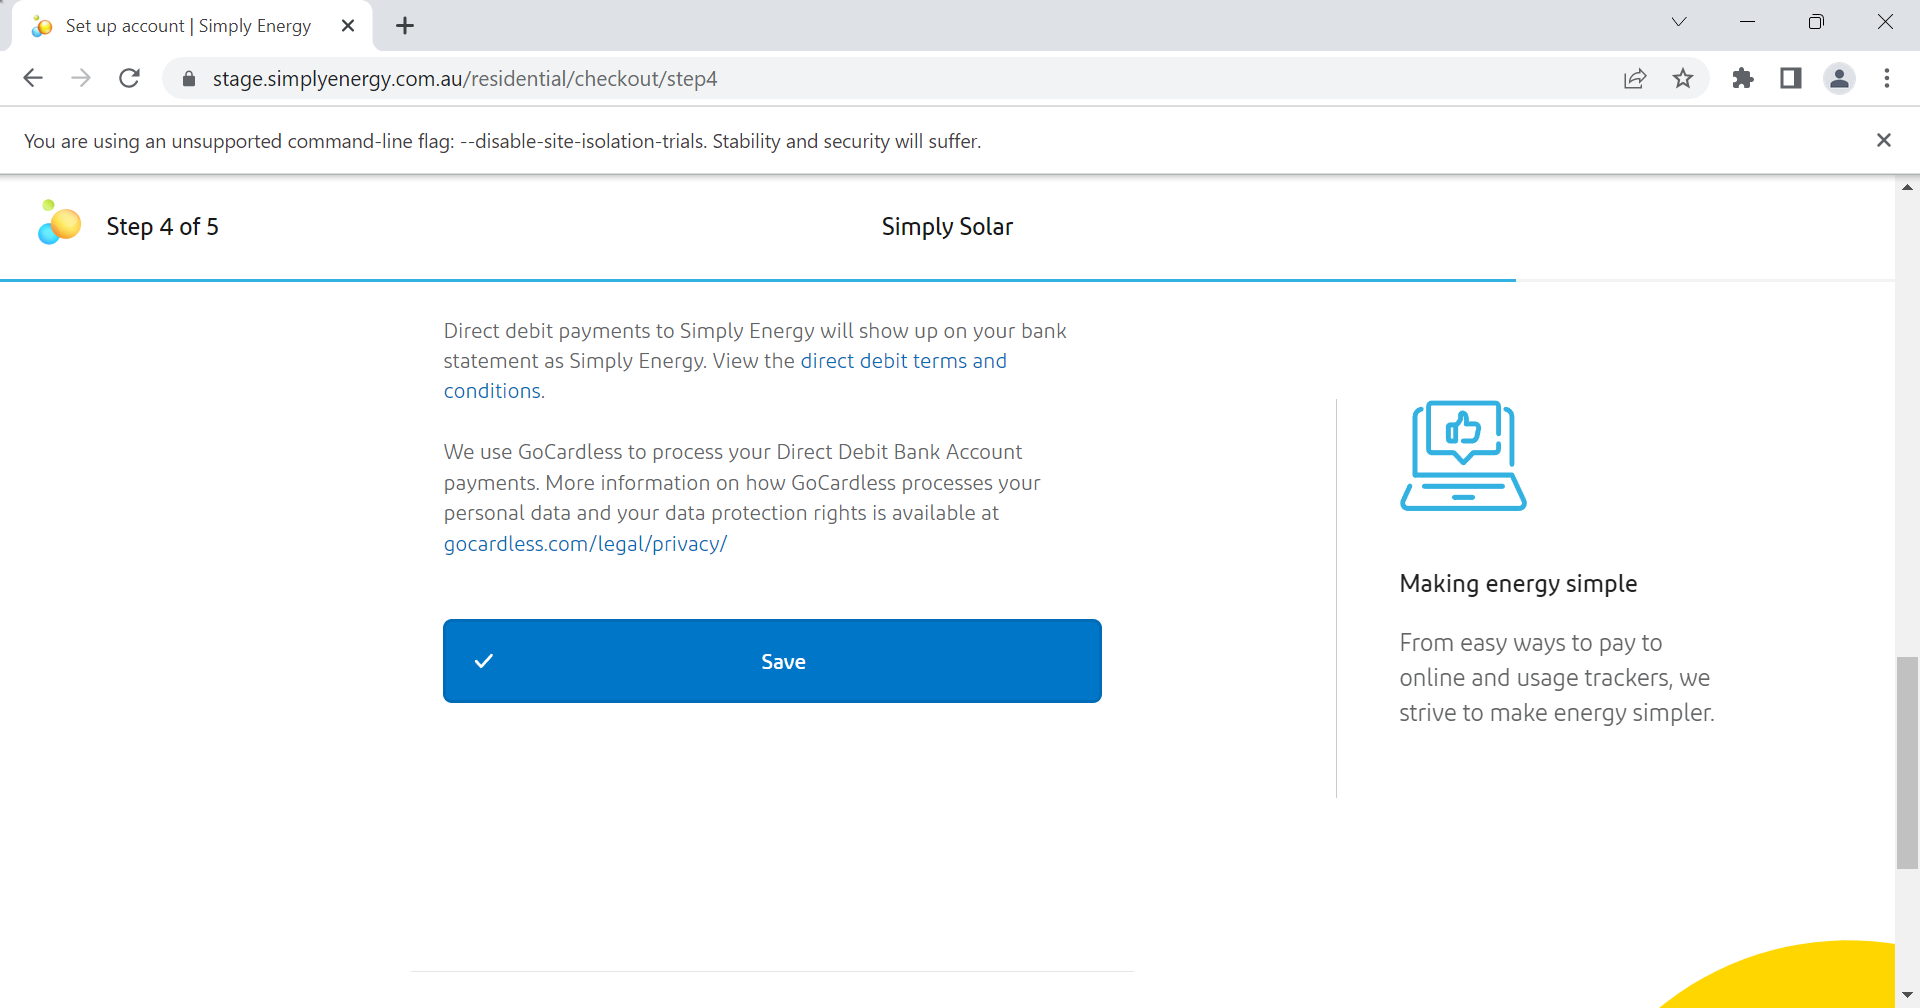 Set up account | Simply Energy
stage.simplyenergy.com.au/residential/checkout/step4
You are using an unsupported command-line flag: --disable-site-isolation-trials. Stability and security will suffer.
Step 4 of 5
Simply Solar
Direct debit payments to Simply Energy will show up on your bank
statement as Simply Energy. View the direct debit terms and
conditions.
We use GoCardless to process your Direct Debit Bank Account
payments. More information on how GoCardless processes your
personal data and your data protection rights is available at
gocardless.com/legal/privacy/
Save
Making energy simple
From easy ways to pay to
online and usage trackers, we
strive to make energy simpler.